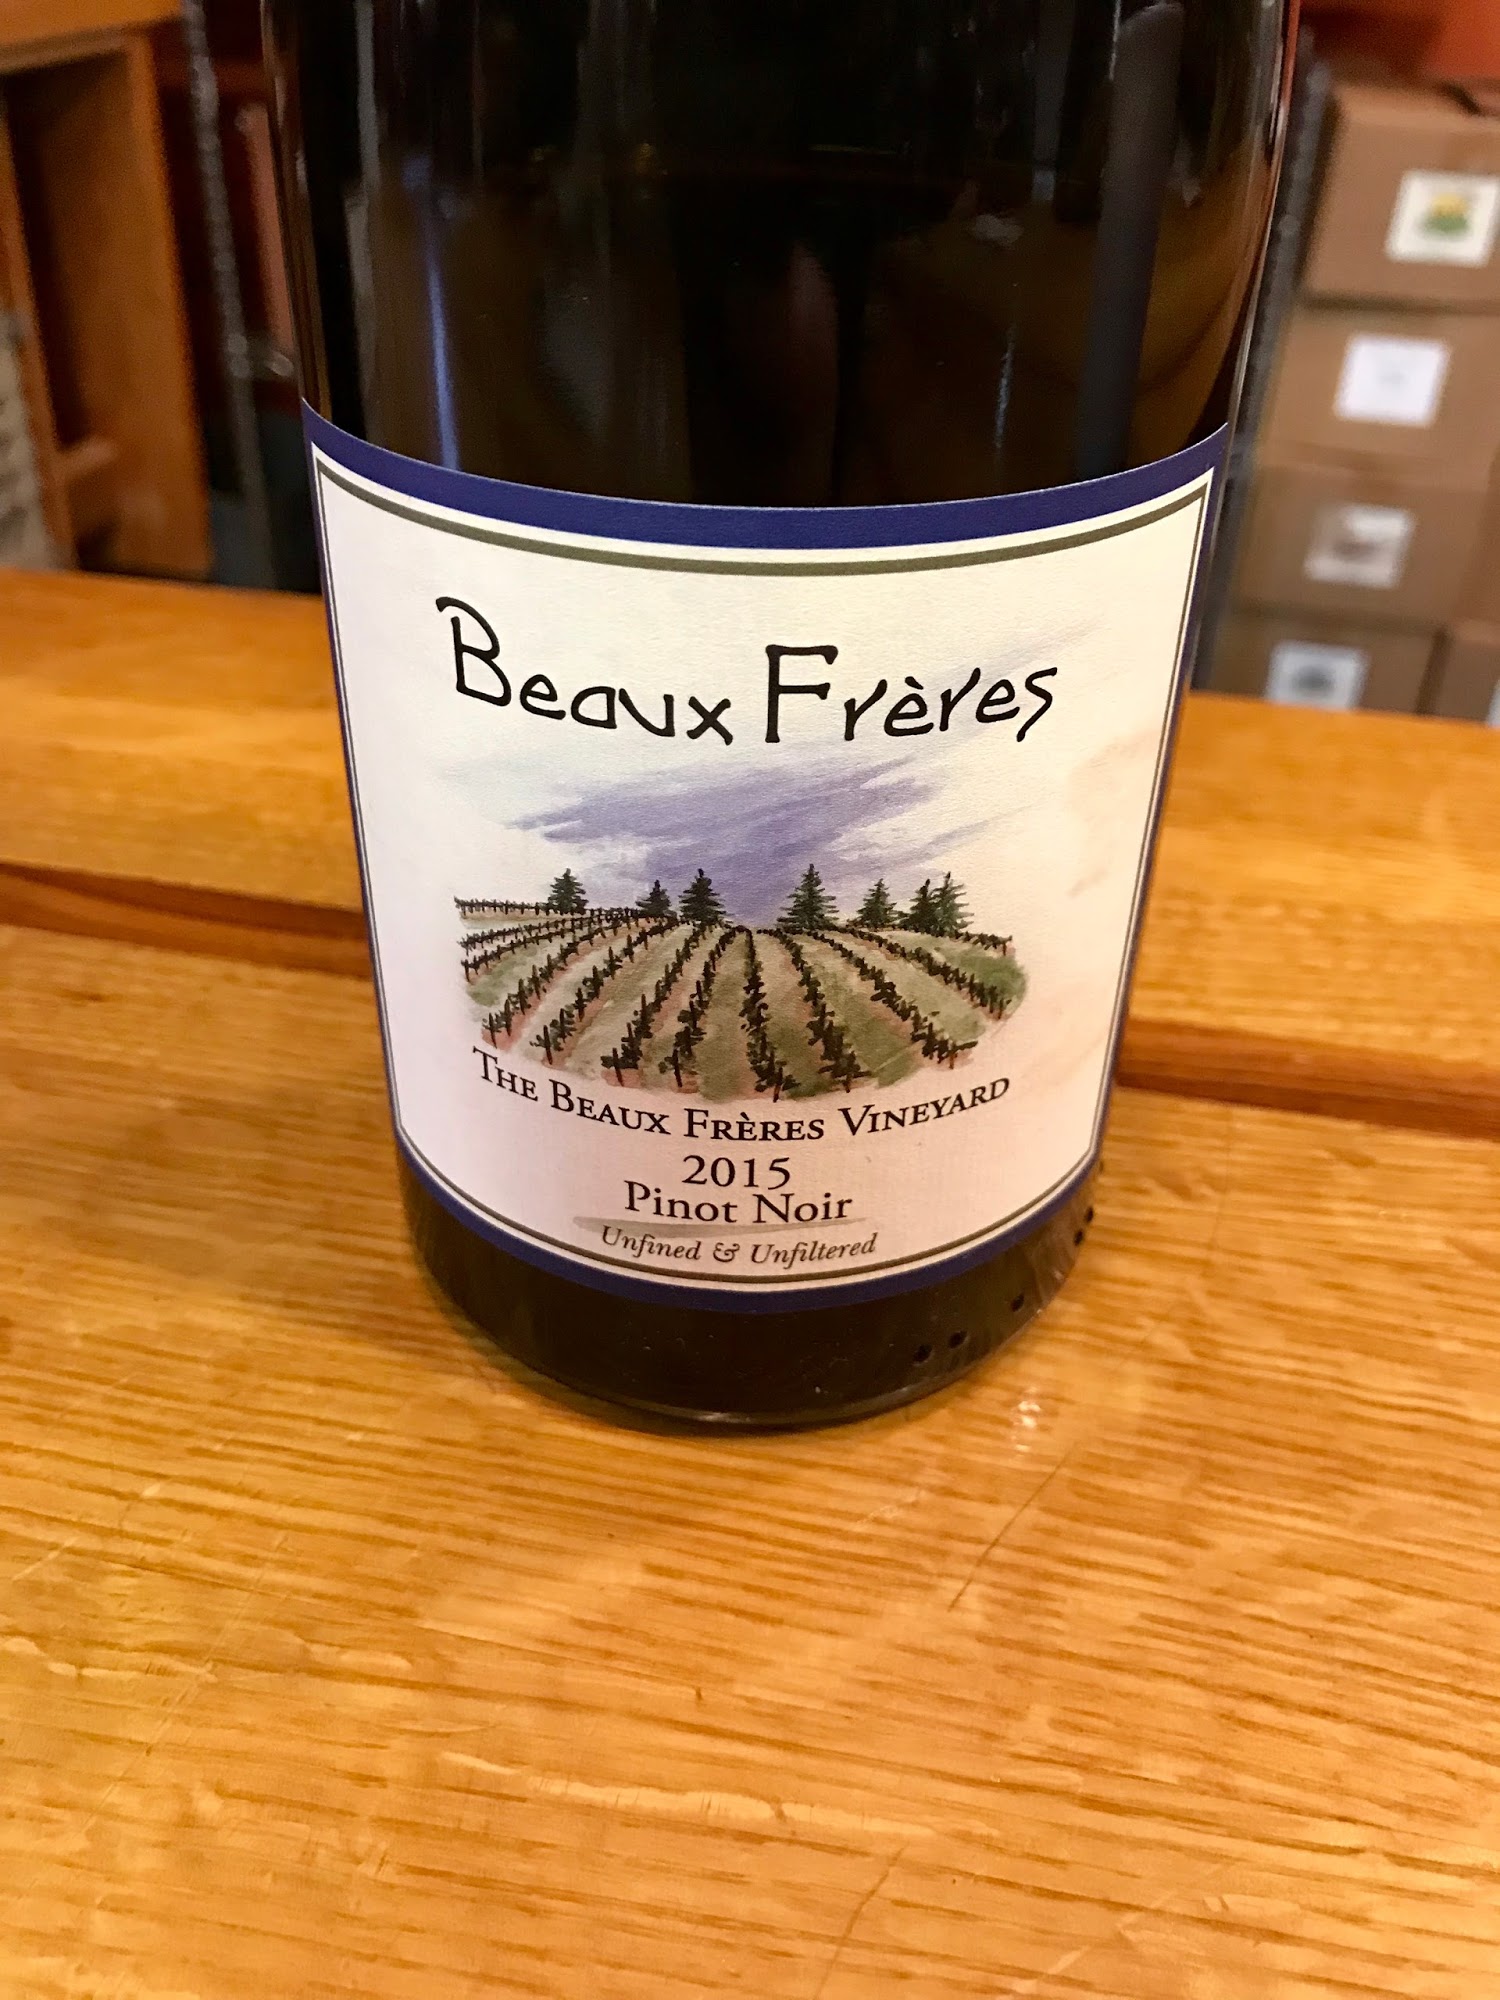 Beaux Frères
THE BEAUX FRÈRES VINEYARD
2015
Pinot Noir
Unfined & Unfiltered